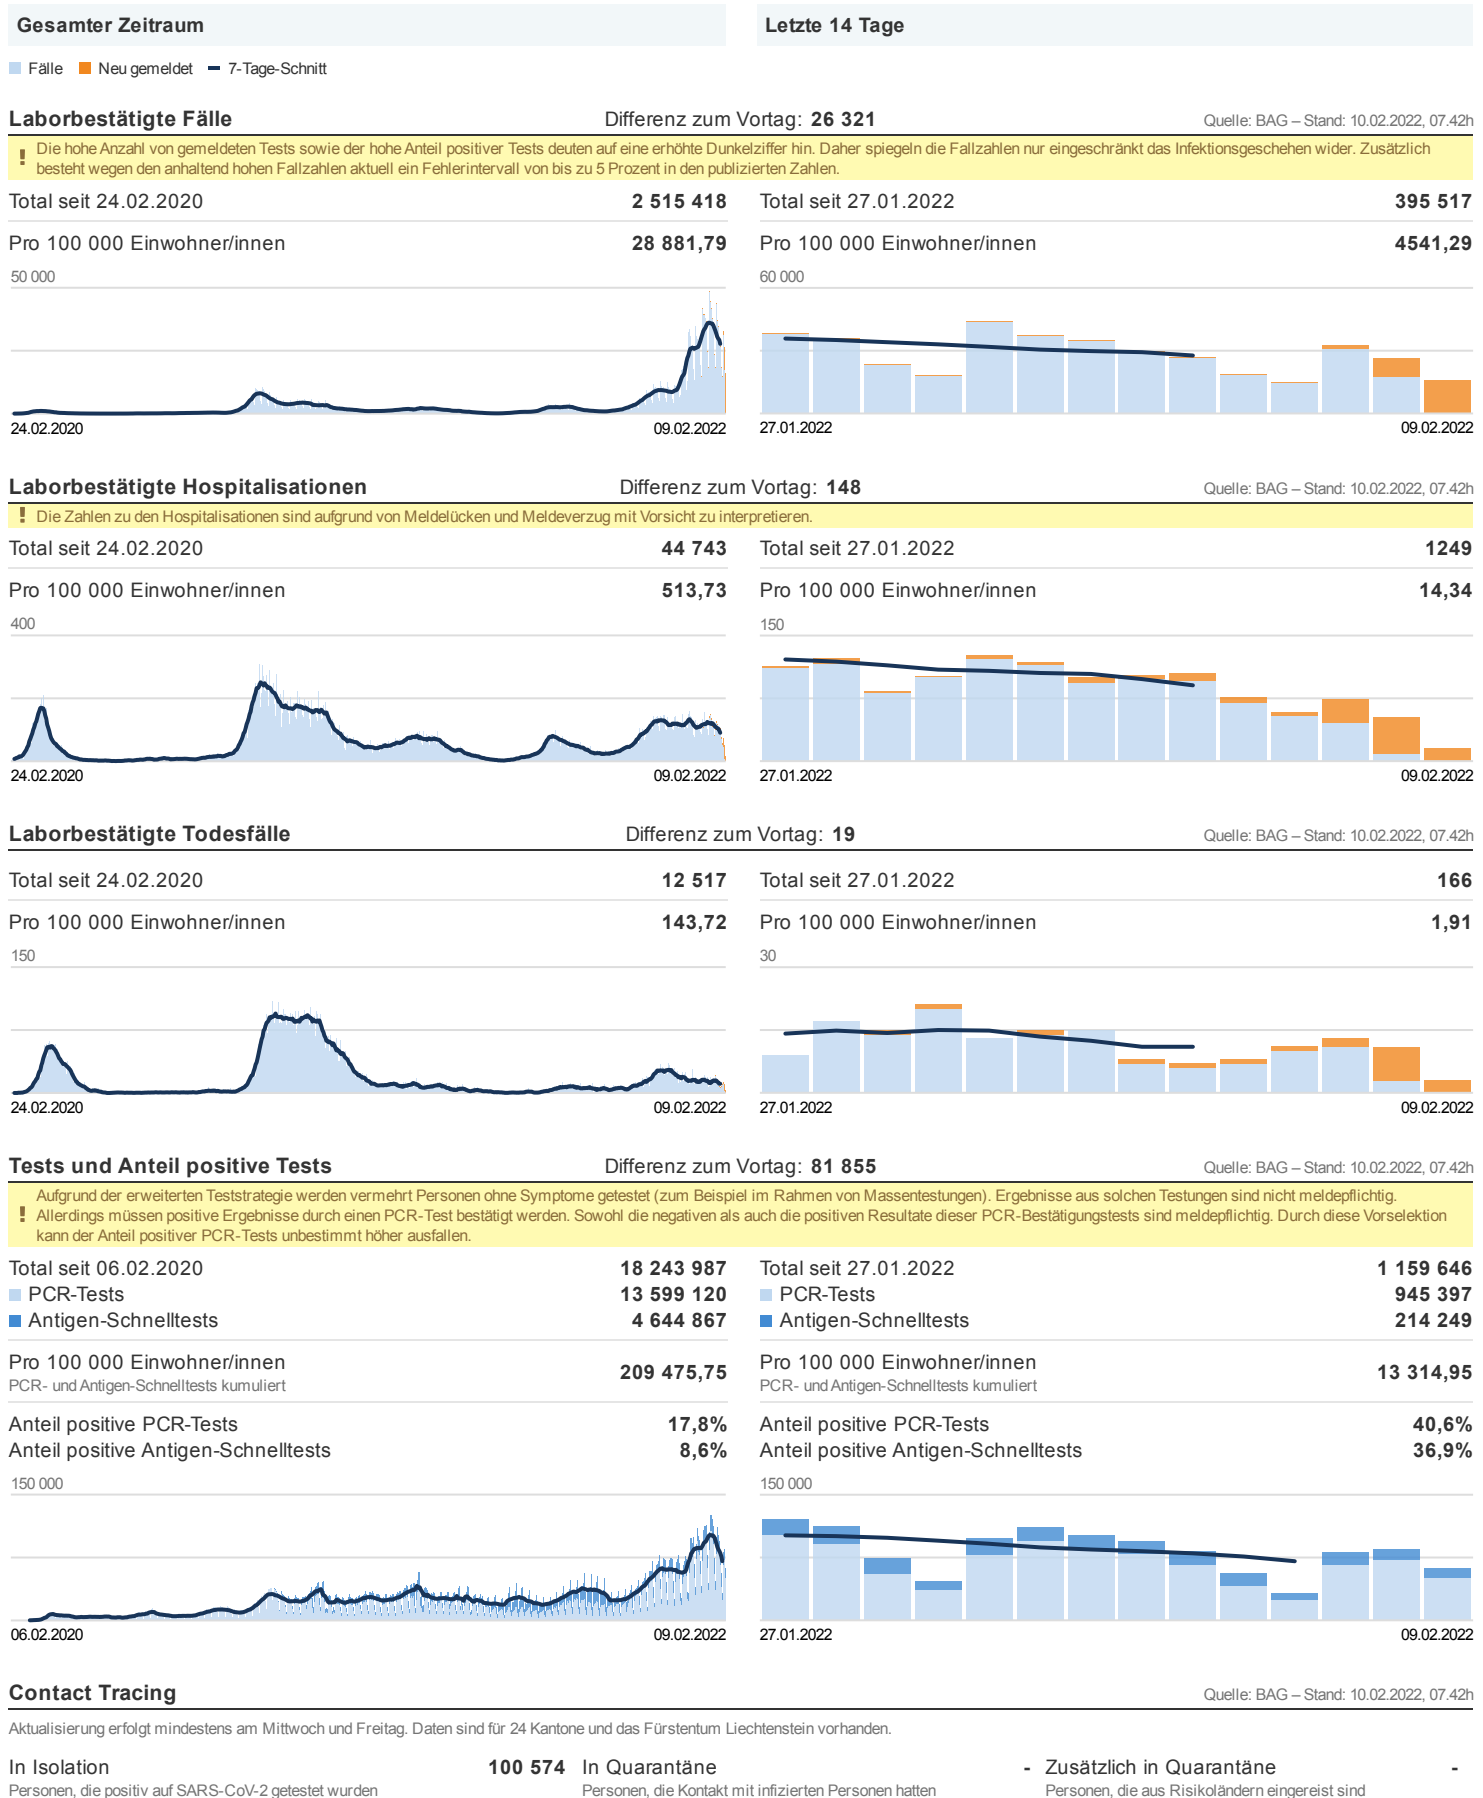 Gesamter Zeitraum
Letzte 14 Tage
Fälle Neu gemeldet 7-Tage-Schnitt
Laborbestätigte Fälle Differenz zum Vortag: 26 321 Quelle: BAG – Stand: 10.02.2022, 07.42h
! Die hohe Anzahl von gemeldeten Tests sowie der hohe Anteil positiver Tests deuten auf eine erhöhte Dunkelziffer hin. Daher spiegeln die Fallzahlen nur eingeschränkt das Infektionsgeschehen wider. Zusätzlich
besteht wegen den anhaltend hohen Fallzahlen aktuell ein Fehlerintervall von bis zu 5 Prozent in den publizierten Zahlen.
Total seit 24.02.2020 2 515 418
Pro 100 000 Einwohner/innen 28 881,79
50 000
24.02.2020 09.02.2022
Total seit 27.01.2022 395 517
Pro 100 000 Einwohner/innen 4541,29
60 000
27.01.2022 09.02.2022
Laborbestätigte Hospitalisationen Differenz zum Vortag: 148 Quelle: BAG – Stand: 10.02.2022, 07.42h
! Die Zahlen zu den Hospitalisationen sind aufgrund von Meldelücken und Meldeverzug mit Vorsicht zu interpretieren.
Total seit 24.02.2020 44 743
Pro 100 000 Einwohner/innen 513,73
400
24.02.2020 09.02.2022
Total seit 27.01.2022 1249
Pro 100 000 Einwohner/innen 14,34
150
27.01.2022 09.02.2022
Laborbestätigte Todesfälle Differenz zum Vortag: 19 Quelle: BAG – Stand: 10.02.2022, 07.42h
Total seit 24.02.2020 12 517
Pro 100 000 Einwohner/innen 143,72
150
24.02.2020 09.02.2022
Total seit 27.01.2022 166
Pro 100 000 Einwohner/innen 1,91
30
27.01.2022 09.02.2022
Tests und Anteil positive Tests Differenz zum Vortag: 81 855 Quelle: BAG – Stand: 10.02.2022, 07.42h
Aufgrund der erweiterten Teststrategie werden vermehrt Personen ohne Symptome getestet (zum Beispiel im Rahmen von Massentestungen). Ergebnisse aus solchen Testungen sind nicht meldepflichtig.
! Allerdings müssen positive Ergebnisse durch einen PCR-Test bestätigt werden. Sowohl die negativen als auch die positiven Resultate dieser PCR-Bestätigungstests sind meldepflichtig. Durch diese Vorselektion
kann der Anteil positiver PCR-Tests unbestimmt höher ausfallen.
Total seit 06.02.2020 18 243 987
PCR-Tests 13 599 120
Antigen-Schnelltests 4 644 867
Pro 100 000 Einwohner/innen 209 475,75
PCR- und Antigen-Schnelltests kumuliert
Anteil positive PCR-Tests 17,8%
Anteil positive Antigen-Schnelltests 8,6%
150 000
06.02.2020 09.02.2022
Total seit 27.01.2022 1 159 646
PCR-Tests 945 397
Antigen-Schnelltests 214 249
Pro 100 000 Einwohner/innen 13 314,95
PCR- und Antigen-Schnelltests kumuliert
Anteil positive PCR-Tests 40,6%
Anteil positive Antigen-Schnelltests 36,9%
150 000
27.01.2022 09.02.2022
Contact Tracing Quelle: BAG – Stand: 10.02.2022, 07.42h
Aktualisierung erfolgt mindestens am Mittwoch und Freitag. Daten sind für 24 Kantone und das Fürstentum Liechtenstein vorhanden.
In Isolation 100 574
Personen, die positiv auf SARS-CoV-2 getestet wurden
In Quarantäne -
Personen, die Kontakt mit infizierten Personen hatten
Zusätzlich in Quarantäne -
Personen, die aus Risikoländern eingereist sind